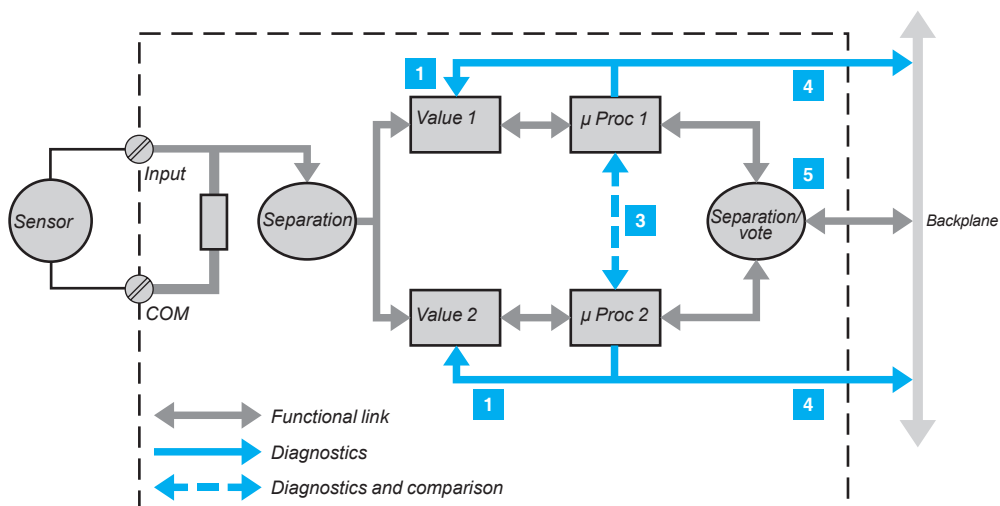 1
4
Value 1
µ Proc 1
Input
5
Sensor
Separation
3
Separation/
vote
Backplane
COM
Value 2
µ Proc 2
1
4
Functional link
Diagnostics
Diagnostics and comparison